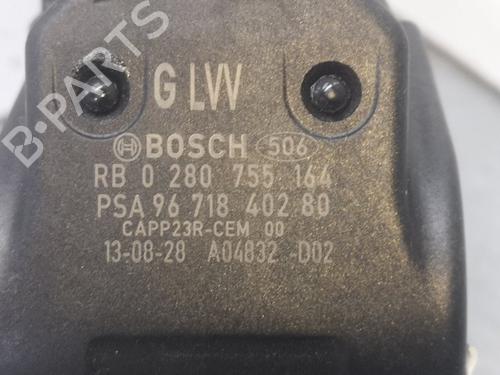 B-PARTS
G LW
BOSCH 506
RB 0 280 755 164
PSA 96 718 402 80
CAPP23R-CEM 00
13-08-28 A04832 -D02